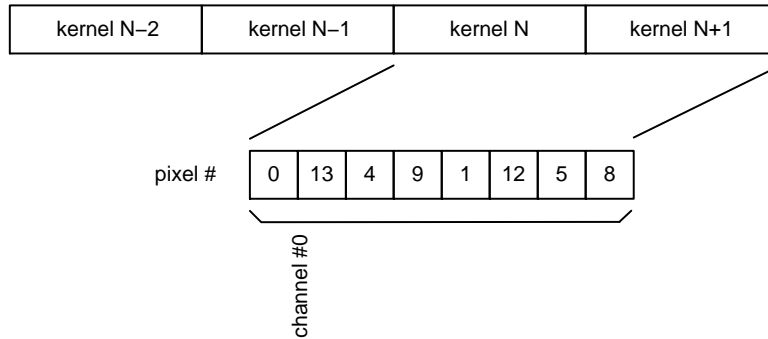 kernel N−2 kernel N−1 kernel N kernel N+1
pixel # 0 13 4 9 1 12 5 8
channel #0